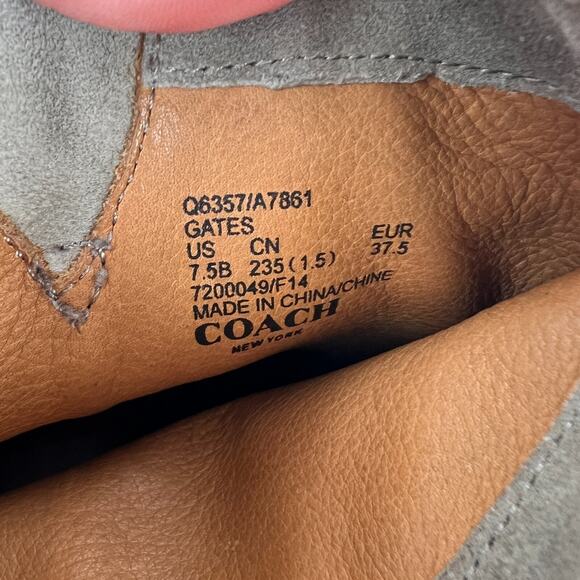 Q6357/A7861
GATES
US CN EUR
7.5B 235(1.5) 37.5
7200049/F14
MADE IN CHINA/CHINE
COACH
NEW YORK